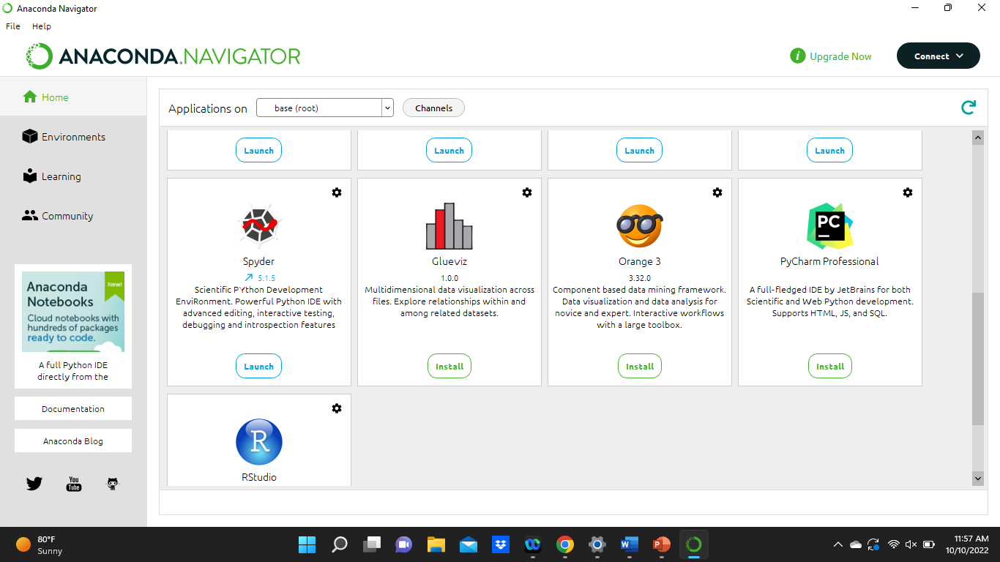 Anaconda Navigator
File Help
ANACONDA.NAVIGATOR
i Upgrade Now
Connect
Home
Environments
Learning
Community
Anaconda
Notebooks
New!
Cloud notebooks with
hundreds of packages
ready to code.
A full Python IDE
directly from the
Documentation
Anaconda Blog
You
Tube
Applications on base (root) Channels
Launch Launch Launch Launch
Spyder
5.1.5
Scientific PYthon Development
EnviRonment. Powerful Python IDE with
advanced editing, interactive testing,
debugging and introspection features
Launch
Glueviz
1.0.0
Multidimensional data visualization across
files. Explore relationships within and
among related datasets.
Install
Orange 3
3.32.0
Component based data mining framework.
Data visualization and data analysis for
novice and expert. Interactive workflows
with a large toolbox.
Install
PC
PyCharm Professional
A full-fledged IDE by JetBrains for both
Scientific and Web Python development.
Supports HTML, JS, and SQL.
Install
R
RStudio
80°F
Sunny
W
P
11:57 AM
10/10/2022